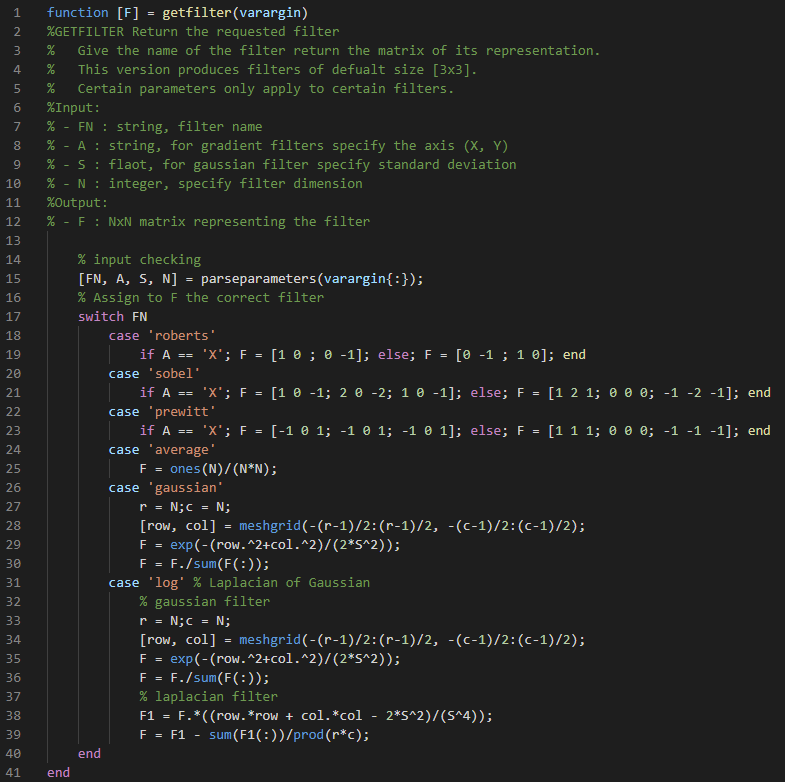 1 function [F] = getfilter(varargin)
2 %GETFILTER Return the requested filter
3 %   Give the name of the filter return the matrix of its representation.
4 %   This version produces filters of defualt size [3x3].
5 %   Certain parameters only apply to certain filters.
6 %Input:
7 % - FN : string, filter name
8 % - A : string, for gradient filters specify the axis (X, Y)
9 % - S : flaot, for gaussian filter specify standard deviation
10 % - N : integer, specify filter dimension
11 %Output:
12 % - F : NxN matrix representing the filter
13
14     % input checking
15     [FN, A, S, N] = parseparameters(varargin{:});
16     % Assign to F the correct filter
17     switch FN
18         case 'roberts'
19             if A == 'X'; F = [1 0 ; 0 -1]; else; F = [0 -1 ; 1 0]; end
20         case 'sobel'
21             if A == 'X'; F = [1 0 -1; 2 0 -2; 1 0 -1]; else; F = [1 2 1; 0 0 0; -1 -2 -1]; end
22         case 'prewitt'
23             if A == 'X'; F = [-1 0 1; -1 0 1; -1 0 1]; else; F = [1 1 1; 0 0 0; -1 -1 -1]; end
24         case 'average'
25             F = ones(N)/(N*N);
26         case 'gaussian'
27             r = N;c = N;
28             [row, col] = meshgrid(-(r-1)/2:(r-1)/2, -(c-1)/2:(c-1)/2);
29             F = exp(-(row.^2+col.^2)/(2*S^2));
30             F = F./sum(F(:));
31         case 'log' % Laplacian of Gaussian
32             % gaussian filter
33             r = N;c = N;
34             [row, col] = meshgrid(-(r-1)/2:(r-1)/2, -(c-1)/2:(c-1)/2);
35             F = exp(-(row.^2+col.^2)/(2*S^2));
36             F = F./sum(F(:));
37             % laplacian filter
38             F1 = F.*((row.*row + col.*col - 2*S^2)/(S^4));
39             F = F1 - sum(F1(:))/prod(r*c);
40     end
41 end